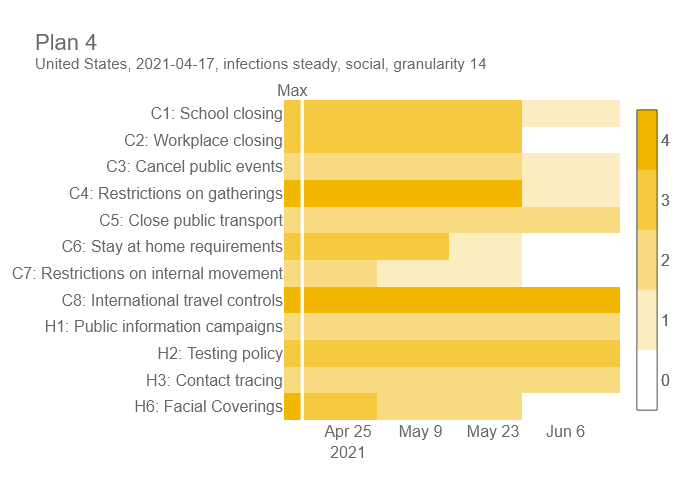 Plan 4
United States, 2021-04-17, infections steady, social, granularity 14
Max
C1: School closing
C2: Workplace closing
C3: Cancel public events
C4: Restrictions on gatherings
C5: Close public transport
C6: Stay at home requirements
C7: Restrictions on internal movement
C8: International travel controls
H1: Public information campaigns
H2: Testing policy
H3: Contact tracing
H6: Facial Coverings
Apr 25 May 9 May 23 Jun 6
2021
4
3
2
1
0